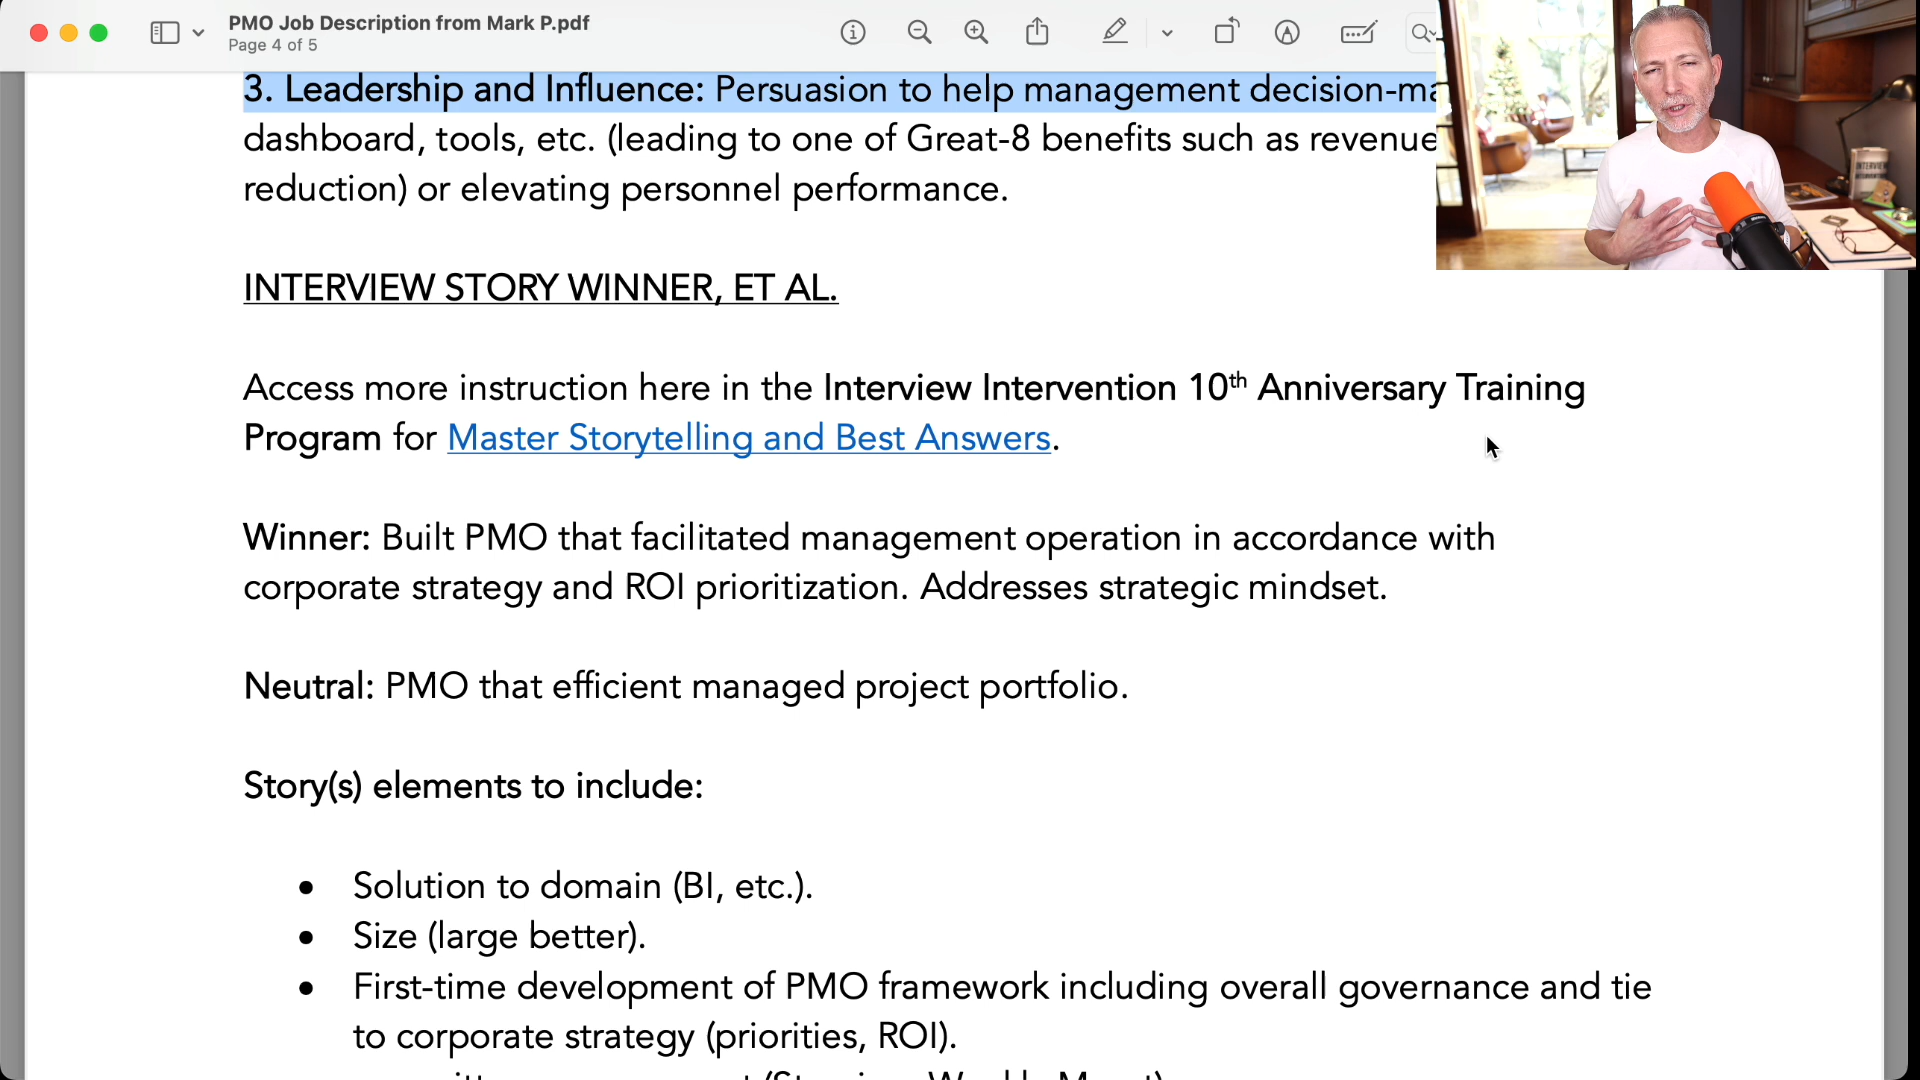 PMO Job Description from Mark P.pdf
Page 4 of 5
3. Leadership and Influence: Persuasion to help management
dashboard, tools, etc. (leading to one of Great-8 benefits such as revenue
reduction) or elevating personnel performance.
INTERVIEW STORY WINNER, ET AL.
Access more instruction here in the Interview Intervention 10th Anniversary Training
Program for Master Storytelling and Best Answers.
Winner: Built PMO that facilitated management operation in accordance with
corporate strategy and ROI prioritization. Addresses strategic mindset.
Neutral: PMO that efficient managed project portfolio.
Story(s) elements to include:
• Solution to domain (BI, etc.).
• Size (large better).
• First-time development of PMO framework including overall governance and tie
to corporate strategy (priorities, ROI).